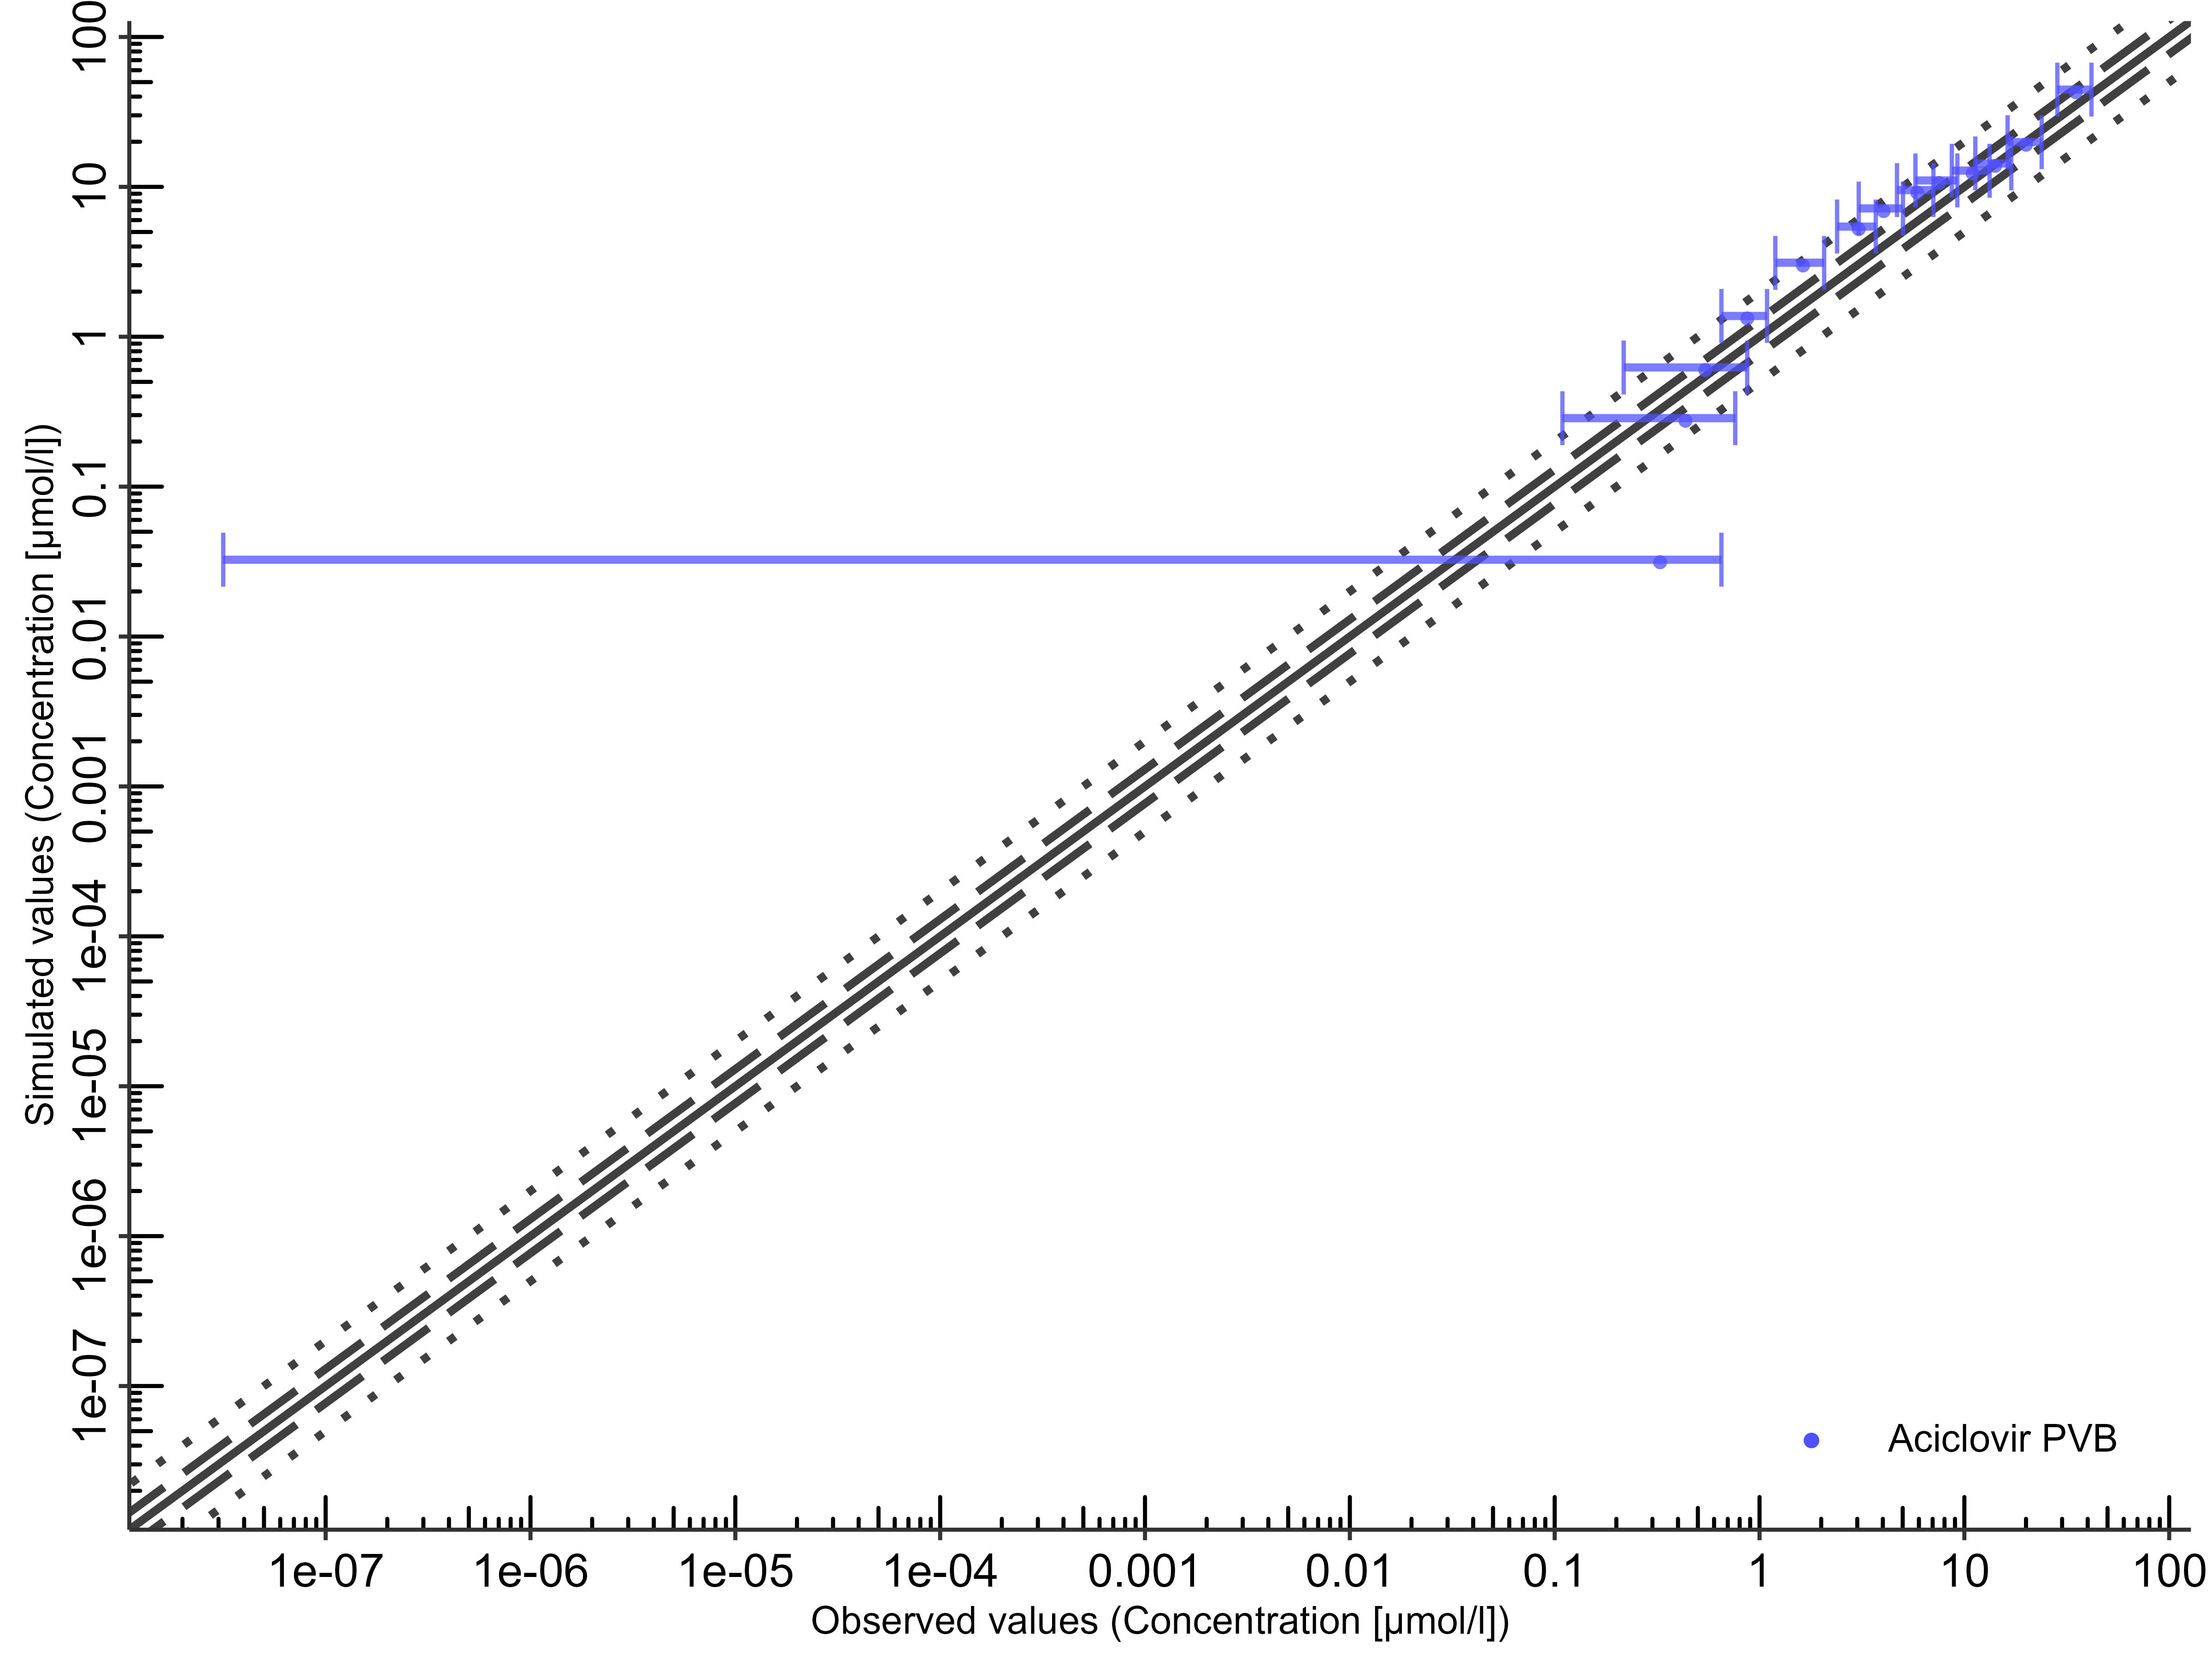 Simulated values (Concentration [µmol/l])
100
10
1
0.1
0.01
0.001
1e-04
1e-05
1e-06
1e-07
Aciclovir PVB
1e-07 1e-06 1e-05 1e-04 0.001 0.01 0.1 1 10 100
Observed values (Concentration [µmol/l])